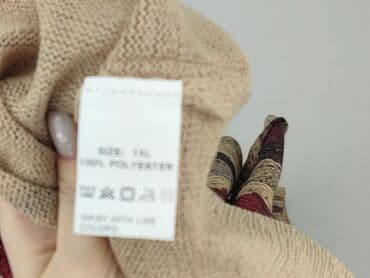 SIZE: 1XL
100% POLYESTER
WASH WITH LIKE
COLORS